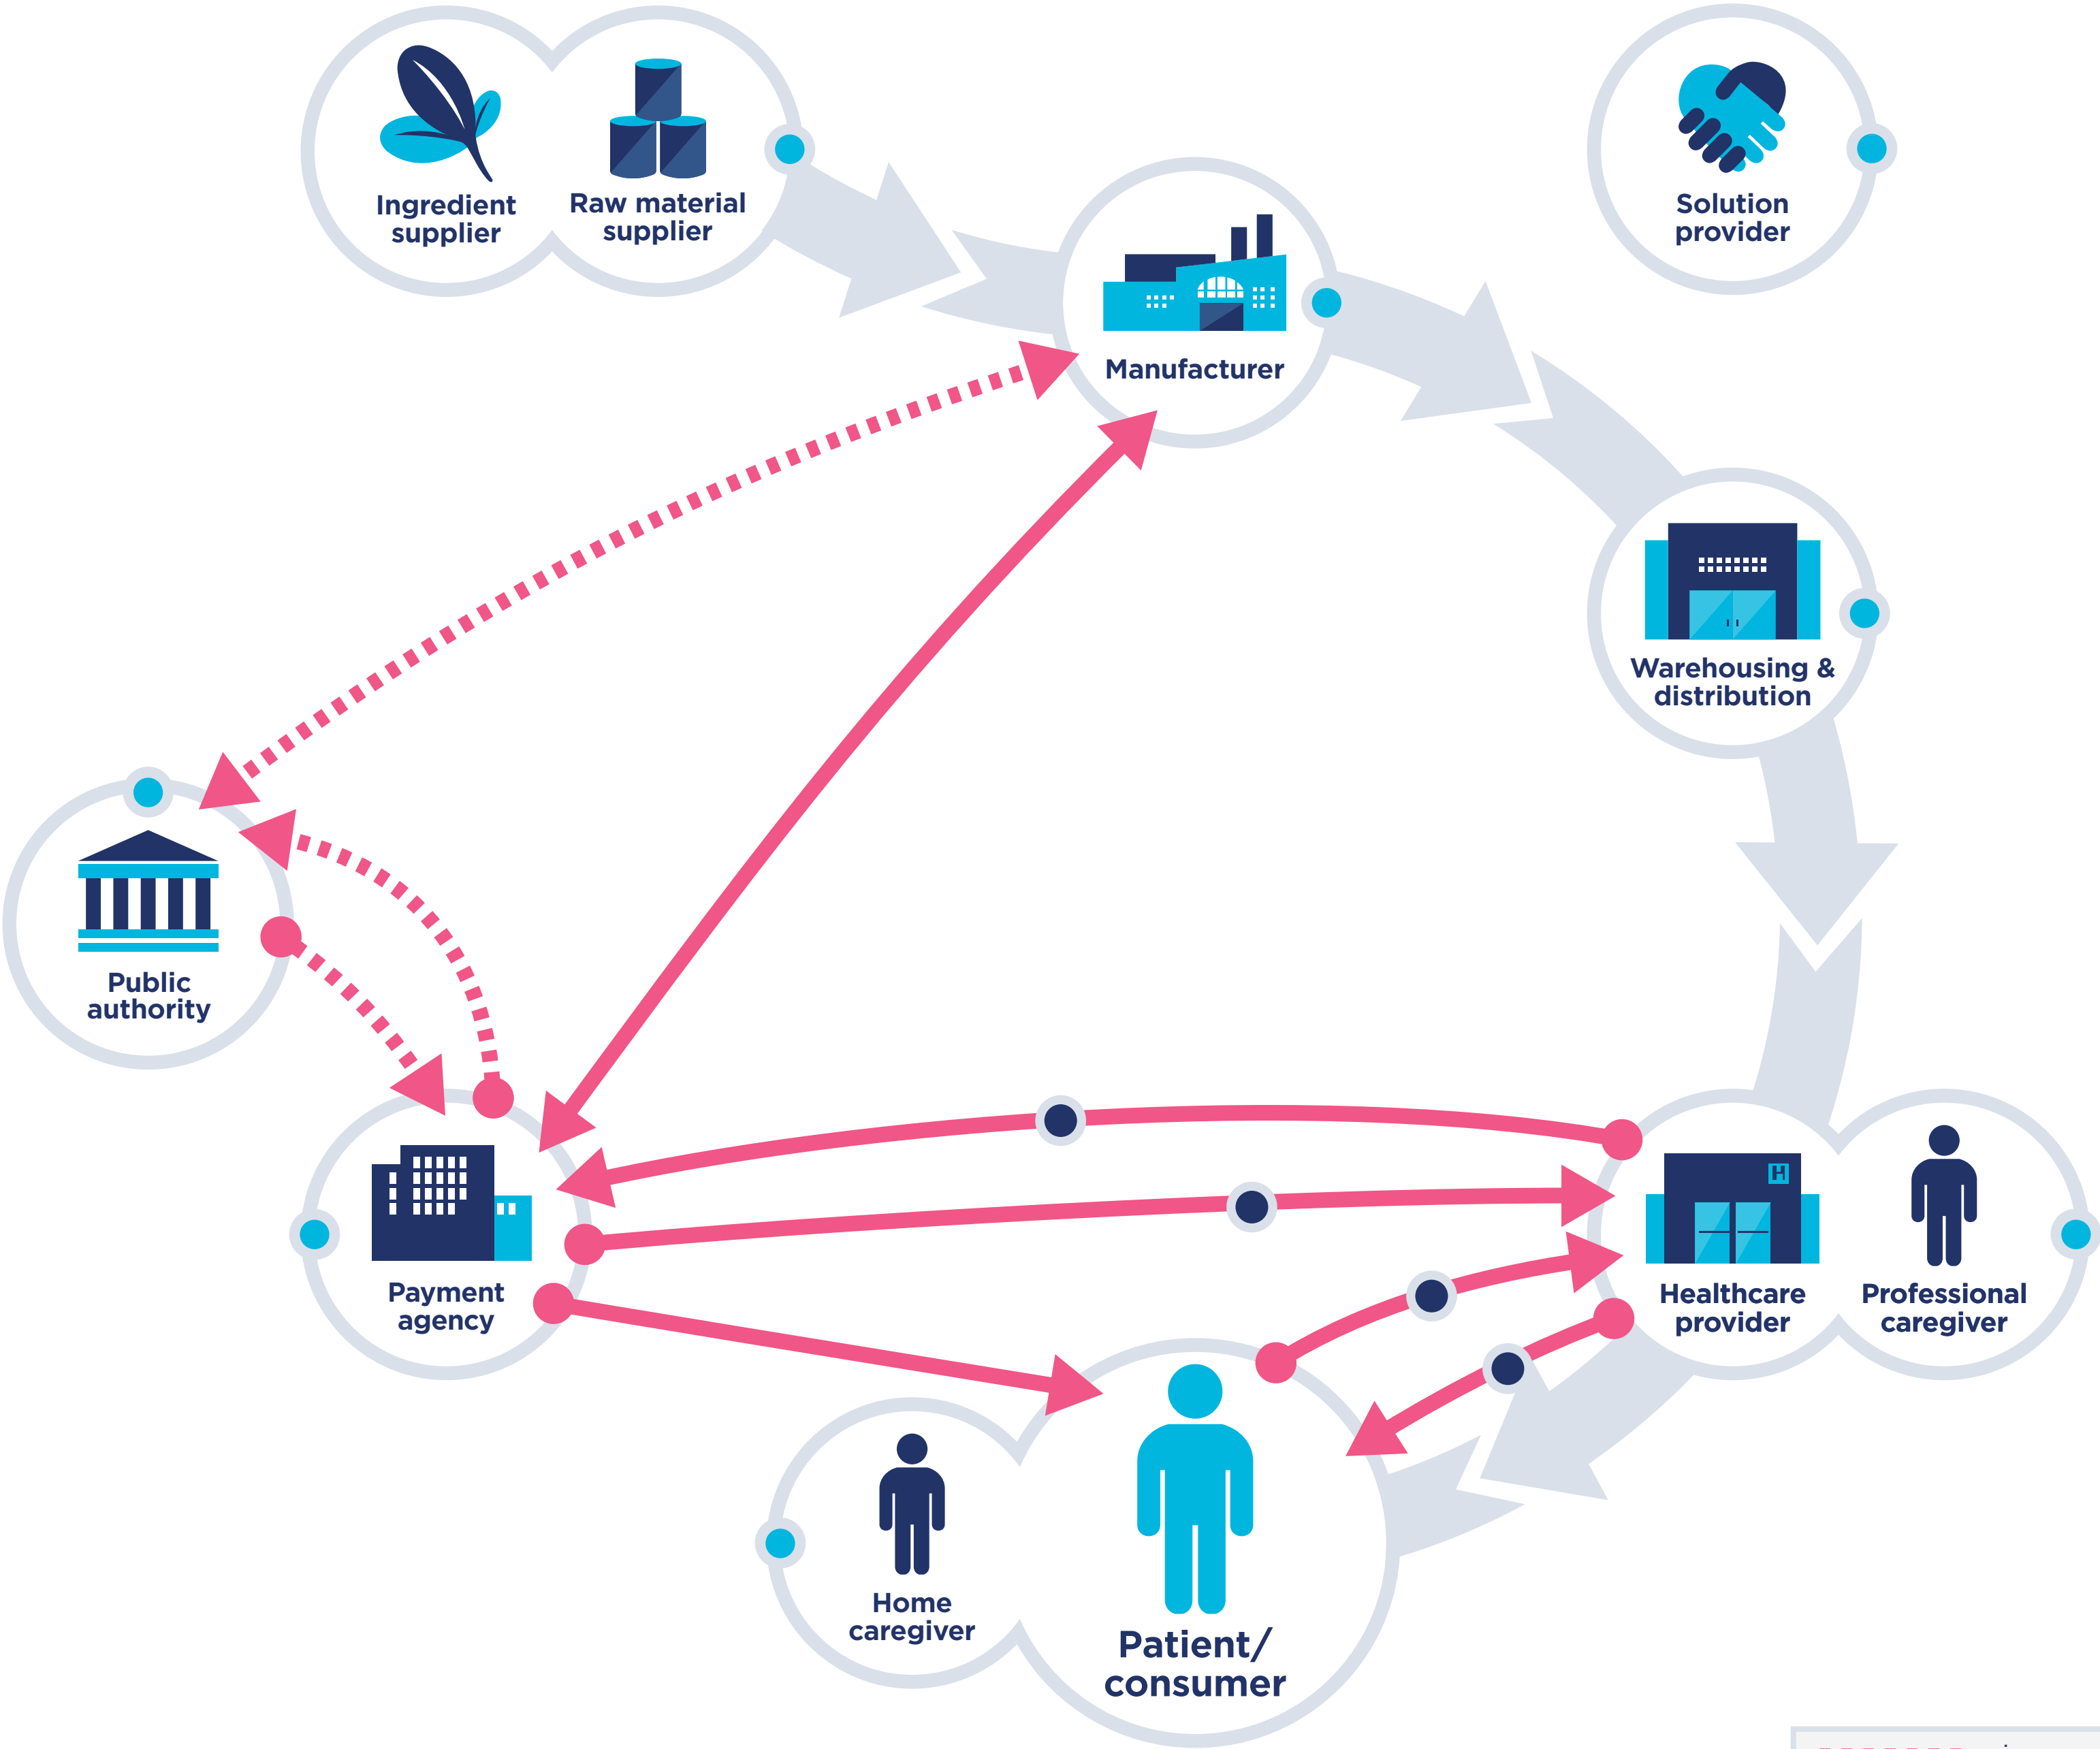 Ingredient
supplier
Raw material
supplier
Solution
provider
Manufacturer
Warehousing &
distribution
Public
authority
Payment
agency
H
Healthcare
provider
Professional
caregiver
Home
caregiver
Patient/
consumer